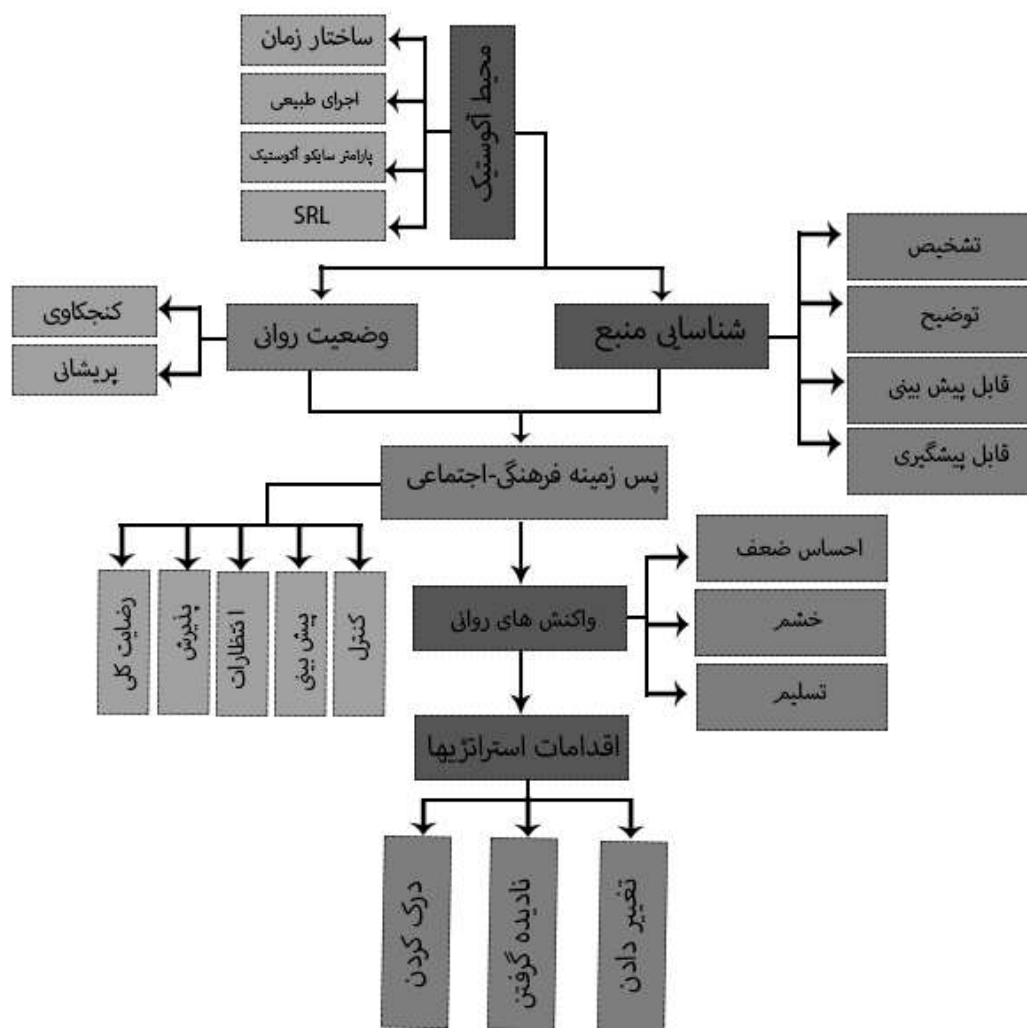 محیط آکوستیک
ساختار زمان
اجرای طبیعی
پارامتر سایکو آکوستیک
SRL
شناسایی منبع
تشخیص
توضیح
قابل پیش بینی
قابل پیشگیری
وضعیت روانی
کنجکاوی
پریشانی
پس زمینه فرهنگی-اجتماعی
کنترل
پیش بینی
انتظارات
پذیرش
رضایت کلی
واکنش های روانی
احساس ضعف
خشم
تسلیم
اقدامات استراتژیها
تغییر دادن
نادیده گرفتن
درک کردن